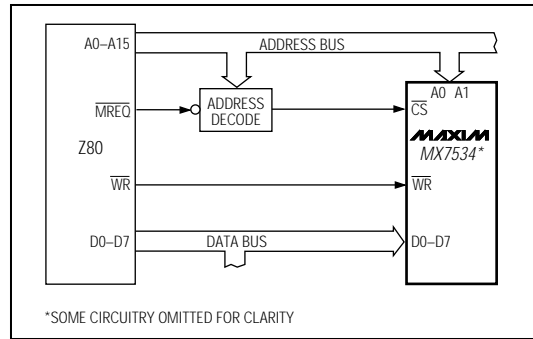 A0–A15
ADDRESS BUS
A0 A1
MREQ
ADDRESS
DECODE
CS
MAXIM
MX7534*
Z80
WR
WR
D0–D7
DATA BUS
D0–D7
*SOME CIRCUITRY OMITTED FOR CLARITY